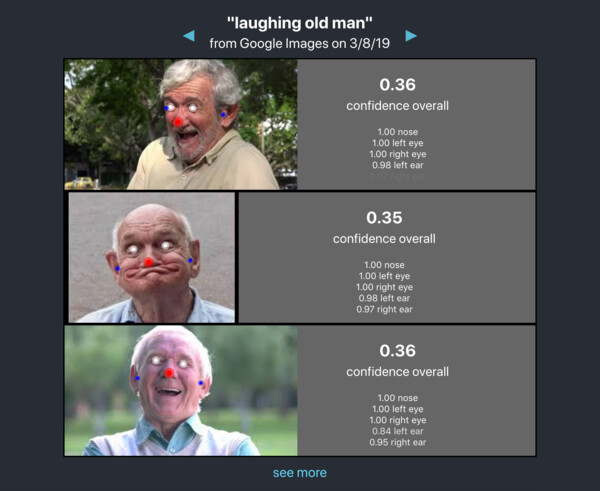 "laughing old man"
from Google Images on 3/8/19
0.36
confidence overall
1.00 nose
1.00 left eye
1.00 right eye
0.98 left ear
0.35
confidence overall
1.00 nose
1.00 left eye
1.00 right eye
0.98 left ear
0.97 right ear
0.36
confidence overall
1.00 nose
1.00 left eye
1.00 right eye
0.84 left ear
0.95 right ear
see more